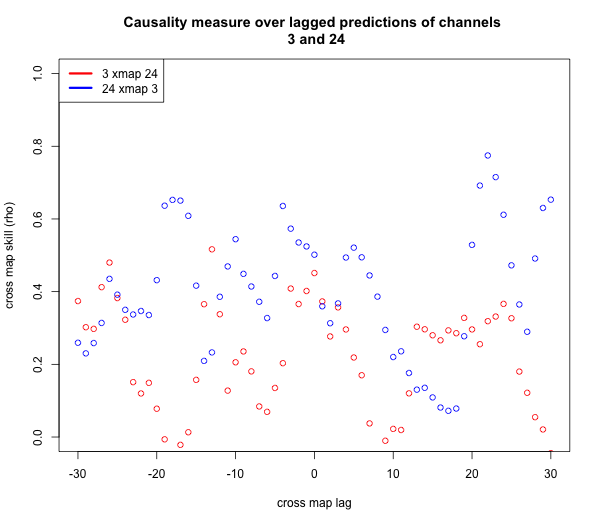 Causality measure over lagged predictions of channels
3 and 24
3 xmap 24
24 xmap 3
cross map skill (rho)
1.0
0.8
0.6
0.4
0.2
0.0
-30
-20
-10
0
10
20
30
cross map lag